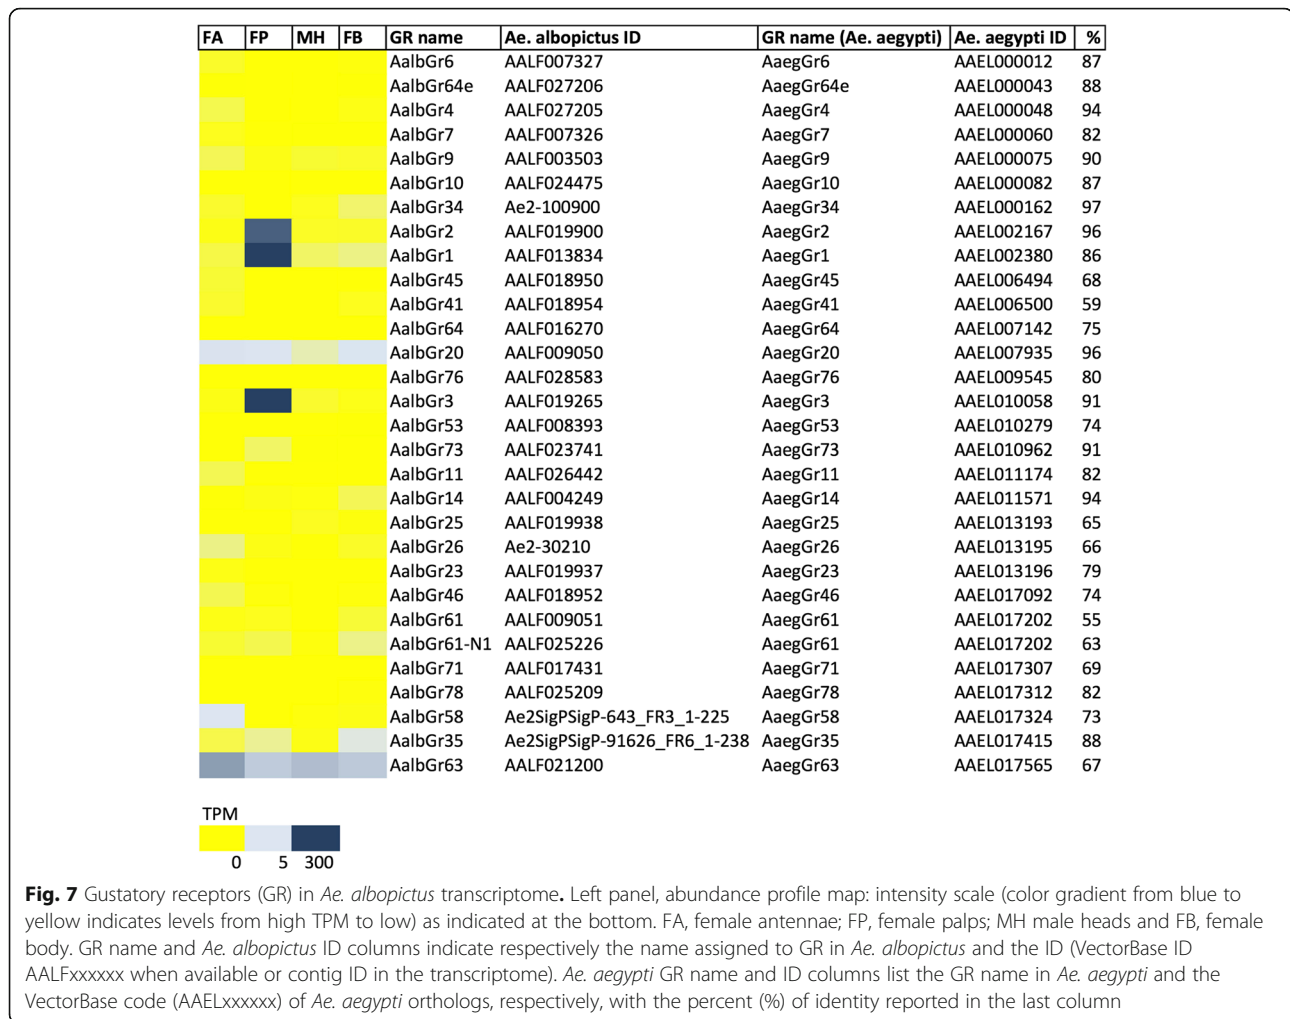 FA FP MH FB GR name Ae. albopictus ID GR name (Ae. aegypti) Ae. aegypti ID %
AalbGr6 AALF007327 AaegGr6 AAEL000012 87
AalbGr64e AALF027206 AaegGr64e AAEL000043 88
AalbGr4 AALF027205 AaegGr4 AAEL000048 94
AalbGr7 AALF007326 AaegGr7 AAEL000060 82
AalbGr9 AALF003503 AaegGr9 AAEL000075 90
AalbGr10 AALF024475 AaegGr10 AAEL000082 87
AalbGr34 Ae2-100900 AaegGr34 AAEL000162 97
AalbGr2 AALF019900 AaegGr2 AAEL002167 96
AalbGr1 AALF013834 AaegGr1 AAEL002380 86
AalbGr45 AALF018950 AaegGr45 AAEL006494 68
AalbGr41 AALF018954 AaegGr41 AAEL006500 59
AalbGr64 AALF016270 AaegGr64 AAEL007142 75
AalbGr20 AALF009050 AaegGr20 AAEL007935 96
AalbGr76 AALF028583 AaegGr76 AAEL009545 80
AalbGr3 AALF019265 AaegGr3 AAEL010058 91
AalbGr53 AALF008393 AaegGr53 AAEL010279 74
AalbGr73 AALF023741 AaegGr73 AAEL010962 91
AalbGr11 AALF026442 AaegGr11 AAEL011174 82
AalbGr14 AALF004249 AaegGr14 AAEL011571 94
AalbGr25 AALF019938 AaegGr25 AAEL013193 65
AalbGr26 Ae2-30210 AaegGr26 AAEL013195 66
AalbGr23 AALF019937 AaegGr23 AAEL013196 79
AalbGr46 AALF018952 AaegGr46 AAEL017092 74
AalbGr61 AALF009051 AaegGr61 AAEL017202 55
AalbGr61-N1 AALF025226 AaegGr61 AAEL017202 63
AalbGr71 AALF017431 AaegGr71 AAEL017307 69
AalbGr78 AALF025209 AaegGr78 AAEL017312 82
AalbGr58 Ae2SigPSigP-643_FR3_1-225 AaegGr58 AAEL017324 73
AalbGr35 Ae2SigPSigP-91626_FR6_1-238 AaegGr35 AAEL017415 88
AalbGr63 AALF021200 AaegGr63 AAEL017565 67
TPM
0 5 300
Fig. 7 Gustatory receptors (GR) in Ae. albopictus transcriptome. Left panel, abundance profile map: intensity scale (color gradient from blue to
yellow indicates levels from high TPM to low) as indicated at the bottom. FA, female antennae; FP, female palps; MH male heads and FB, female
body. GR name and Ae. albopictus ID columns indicate respectively the name assigned to GR in Ae. albopictus and the ID (VectorBase ID
AALFxxxxxx when available or contig ID in the transcriptome). Ae. aegypti GR name and ID columns list the GR name in Ae. aegypti and the
VectorBase code (AAELxxxxxx) of Ae. aegypti orthologs, respectively, with the percent (%) of identity reported in the last column